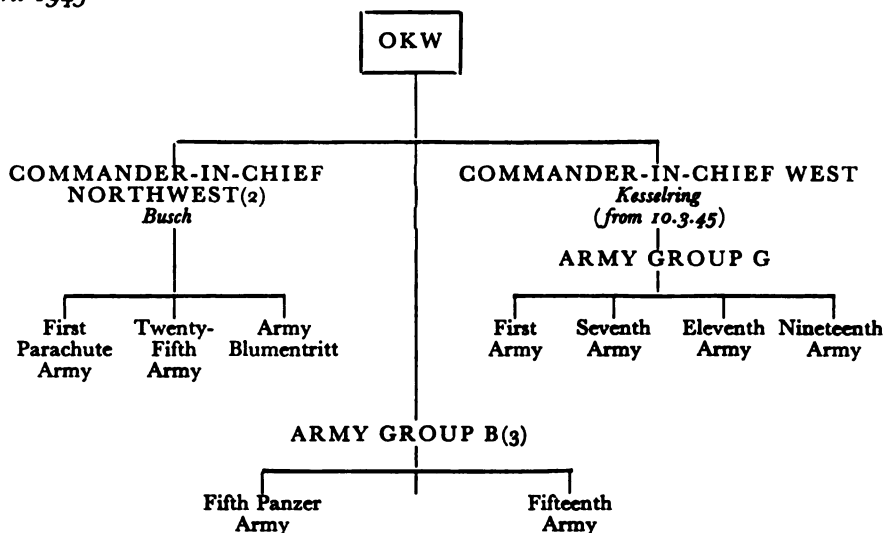 1945
OKW
COMMANDER-IN-CHIEF
NORTHWEST(2)
Busch
COMMANDER-IN-CHIEF WEST
Kesselring
(from 10.3.45)
ARMY GROUP G
First
Parachute
Army
Twenty-
Fifth
Army
Army
Blumentritt
First
Army
Seventh
Army
Eleventh
Army
Nineteenth
Army
ARMY GROUP B(3)
Fifth Panzer
Army
Fifteenth
Army